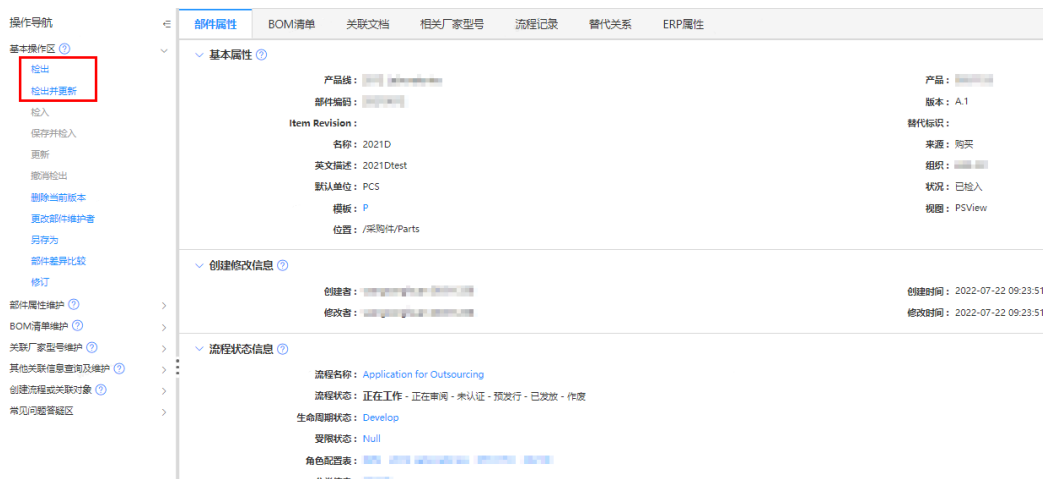 操作导航
基本操作区
检出
检出并更新
检入
保存并检入
更新
撤消检出
删除当前版本
更改部件维护者
另存为
部件差异比较
修订
部件属性维护
BOM清单维护
关联厂家型号维护
其他关联信息查询及维护
创建流程或关联对象
常见问题答疑区
部件属性 BOM清单 关联文档 相关厂家型号 流程记录 替代关系 ERP属性
基本属性
产品线： 产品：
部件编码： 版本： A.1
Item Revision： 替代标识：
名称： 2021D 来源： 购买
英文描述： 2021Dtest 组织：
默认单位： PCS 状况： 已检入
模板： P 视图： PSView
位置： /采购件/Parts
创建修改信息
创建者： 创建时间： 2022-07-22 09:23:51
修改者： 修改时间： 2022-07-22 09:23:51
流程状态信息
流程名称： Application for Outsourcing
流程状态： 正在工作 - 正在审阅 - 未认证 - 预发行 - 已发放 - 作废
生命周期状态： Develop
受限状态： Null
角色配置表：